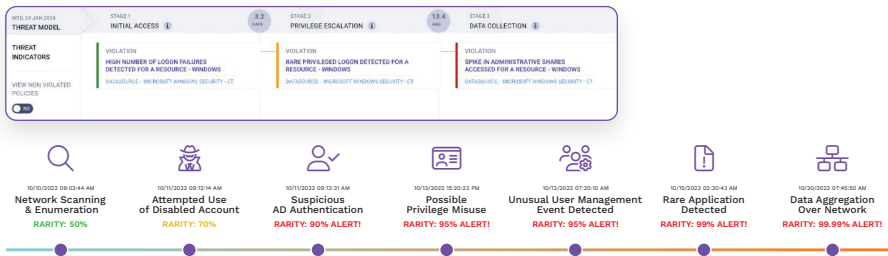 WED, 24 JAN 2024
THREAT MODEL
STAGE 1
INITIAL ACCESS
3.2
DAYS
STAGE 2
PRIVILEGE ESCALATION
13.4
HRS
STAGE 3
DATA COLLECTION
THREAT
INDICATORS
VIEW NON VIOLATED
POLICIES
NO
VIOLATION
HIGH NUMBER OF LOGON FAILURES
DETECTED FOR A RESOURCE - WINDOWS
DATASOURCE : MICROSOFT WINDOWS SECURITY - CT
VIOLATION
RARE PRIVILEGED LOGON DETECTED FOR A
RESOURCE - WINDOWS
DATASOURCE : MICROSOFT WINDOWS SECURITY - CT
VIOLATION
SPIKE IN ADMINISTRATIVE SHARES
ACCESSED FOR A RESOURCE - WINDOWS
DATASOURCE : MICROSOFT WINDOWS SECURITY - CT
10/10/2022 09:03:44 AM
Network Scanning
& Enumeration
RARITY: 50%
10/11/2022 09:12:14 AM
Attempted Use
of Disabled Account
RARITY: 70%
10/11/2022 09:13:31 AM
Suspicious
AD Authentication
RARITY: 90% ALERT!
10/13/2022 15:20:23 PM
Possible
Privilege Misuse
RARITY: 95% ALERT!
10/13/2022 07:20:10 AM
Unusual User Management
Event Detected
RARITY: 95% ALERT!
10/15/2022 02:30:43 AM
Rare Application
Detected
RARITY: 99% ALERT!
10/20/2022 07:45:50 AM
Data Aggregation
Over Network
RARITY: 99.99% ALERT!